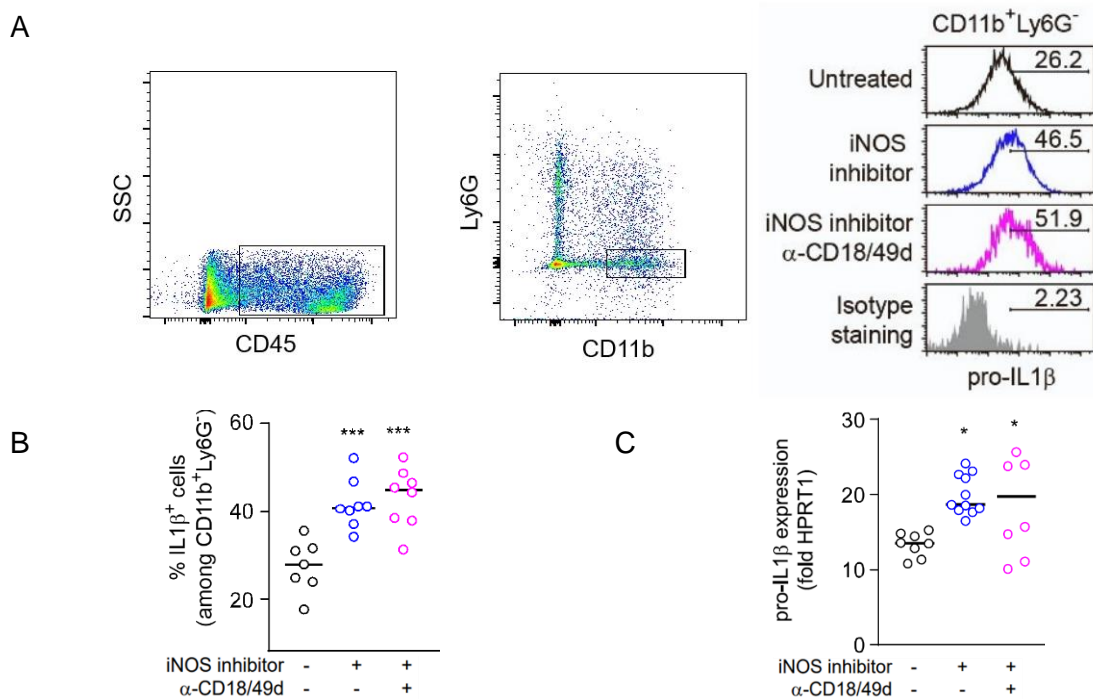 A
SSC
CD45
Ly6G
CD11b
CD11b⁺Ly6G⁻
Untreated
26.2
iNOS
inhibitor
46.5
iNOS inhibitor
α-CD18/49d
51.9
Isotype
staining
2.23
pro-IL1β
B
% IL1β⁺ cells
(among CD11b⁺Ly6G⁻)
60
40
20
*** ***
iNOS inhibitor - + +
α-CD18/49d - - +
C
pro-IL1β expression
(fold HPRT1)
30
20
10
0
* *
iNOS inhibitor - + +
α-CD18/49d - - +